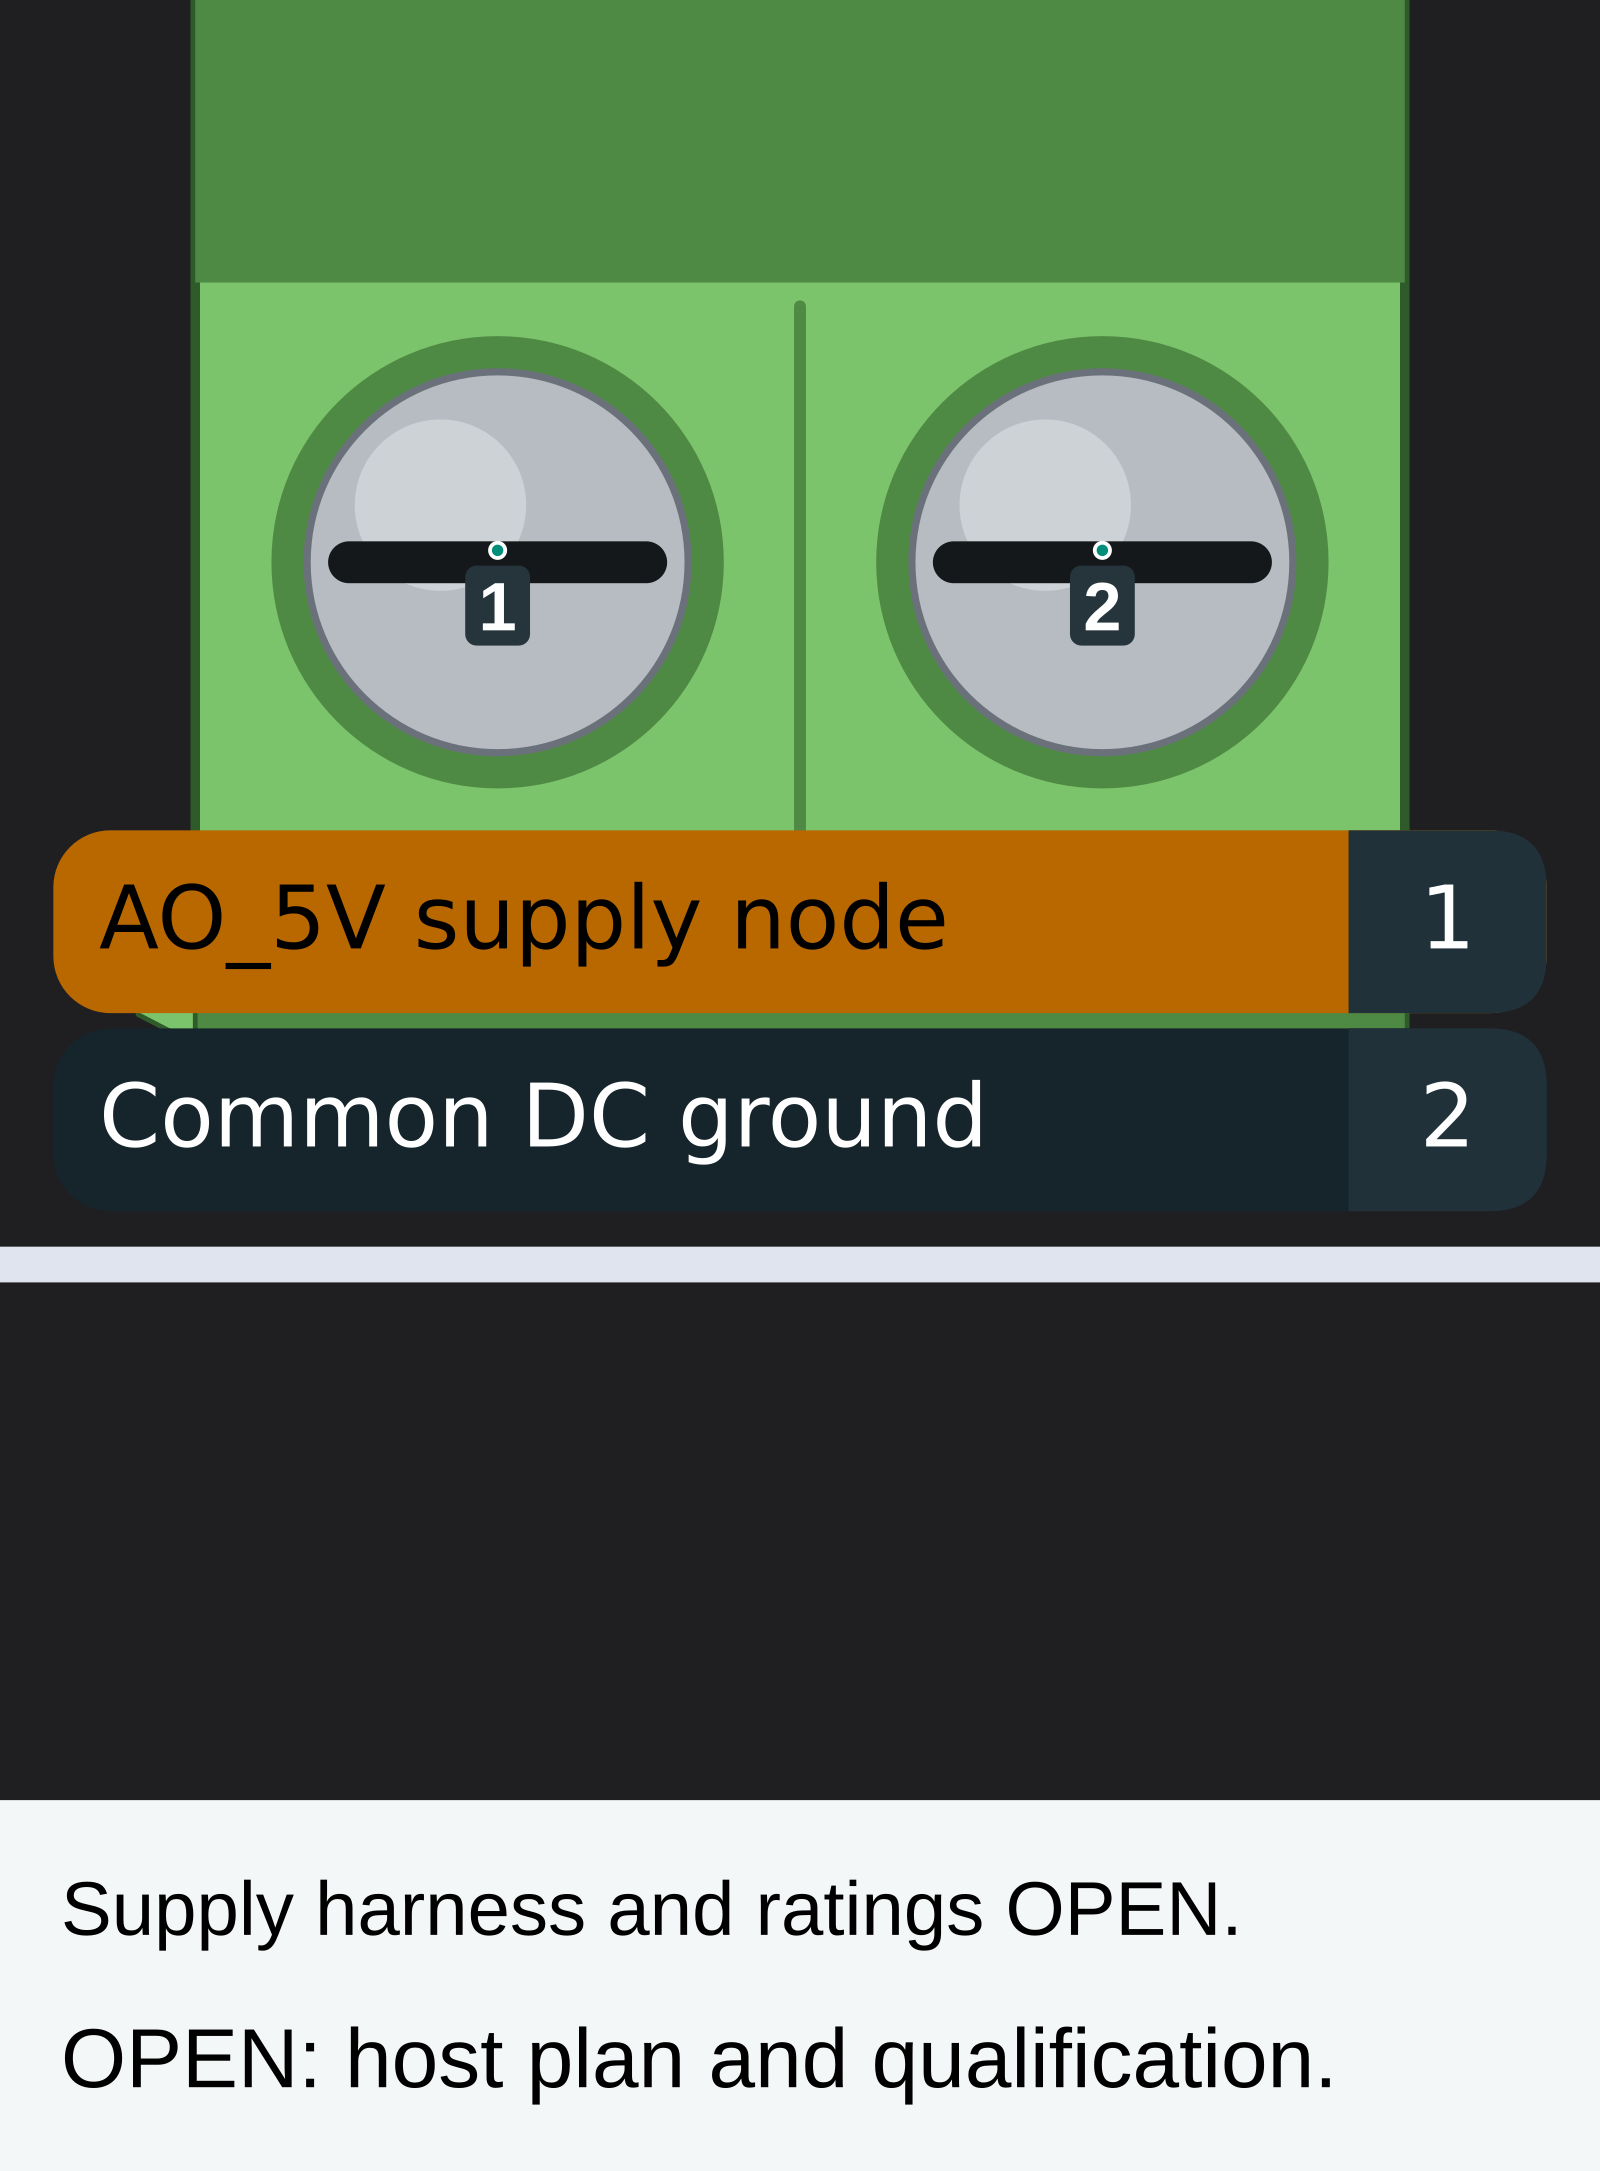 1 2
AO_5V supply node 1
Common DC ground 2
Supply harness and ratings OPEN.
OPEN: host plan and qualification.